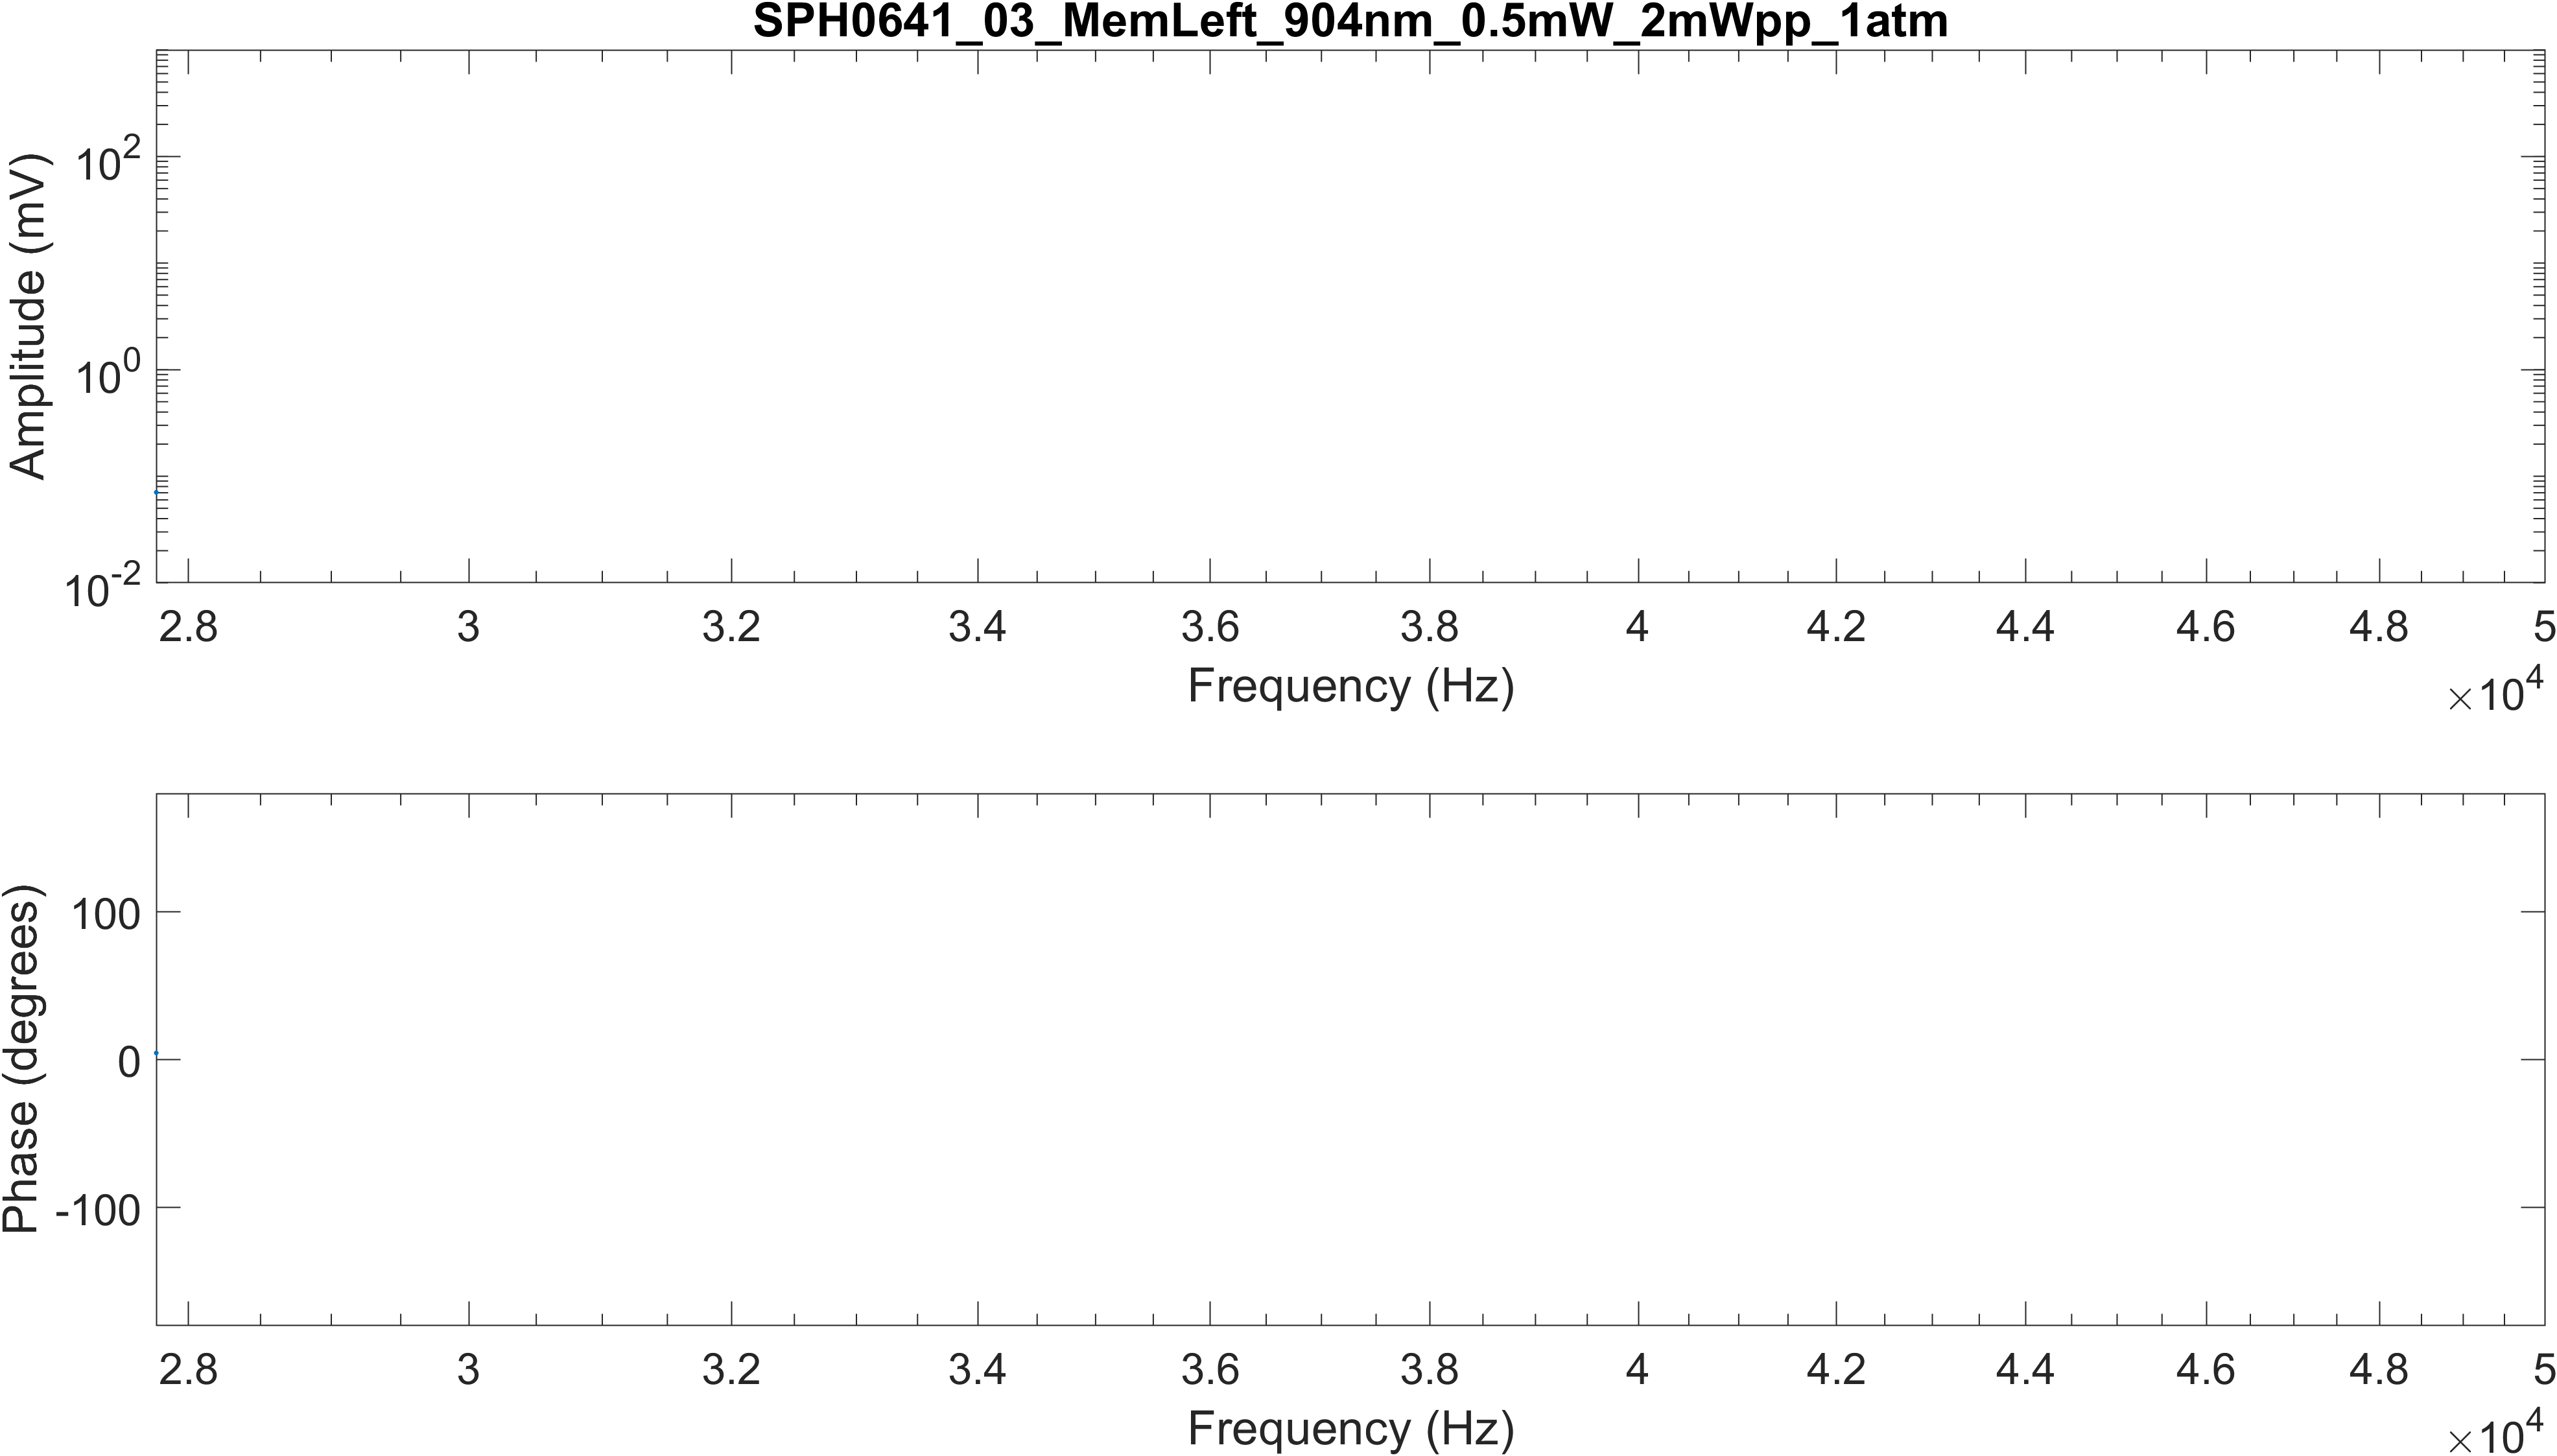 SPH0641_03_MemLeft_904nm_0.5mW_2mWpp_1atm
Amplitude (mV)
10^2
10^0
10^-2
2.8 3 3.2 3.4 3.6 3.8 4 4.2 4.4 4.6 4.8 5
Frequency (Hz)
×10^4
Phase (degrees)
100
0
-100
2.8 3 3.2 3.4 3.6 3.8 4 4.2 4.4 4.6 4.8 5
Frequency (Hz)
×10^4